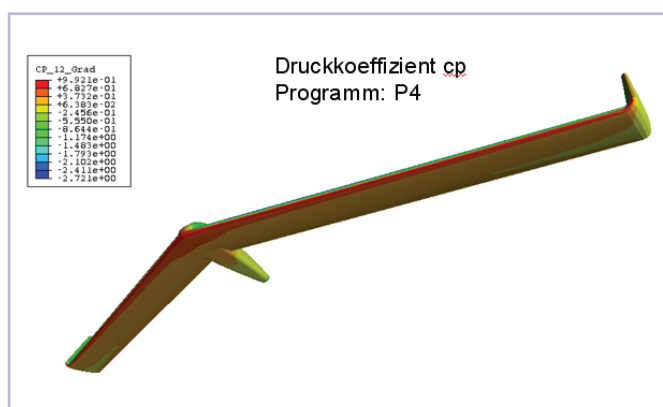 Druckkoeffizient cp
Programm: P4
CP_12_Grad
+9.921e-01
+6.827e-01
+3.732e-01
+6.383e-02
-2.456e-01
-5.550e-01
-8.644e-01
-1.174e+00
-1.483e+00
-1.793e+00
-2.102e+00
-2.411e+00
-2.721e+00